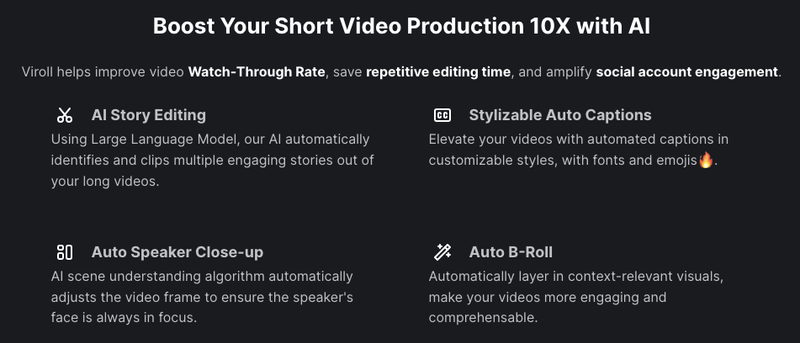 Boost Your Short Video Production 10X with AI
Viroll helps improve video Watch-Through Rate, save repetitive editing time, and amplify social account engagement.
AI Story Editing
Using Large Language Model, our AI automatically
identifies and clips multiple engaging stories out of
your long videos.
CC
Stylizable Auto Captions
Elevate your videos with automated captions in
customizable styles, with fonts and emojis🔥.
Auto Speaker Close-up
AI scene understanding algorithm automatically
adjusts the video frame to ensure the speaker's
face is always in focus.
Auto B-Roll
Automatically layer in context-relevant visuals,
make your videos more engaging and
comprehensable.